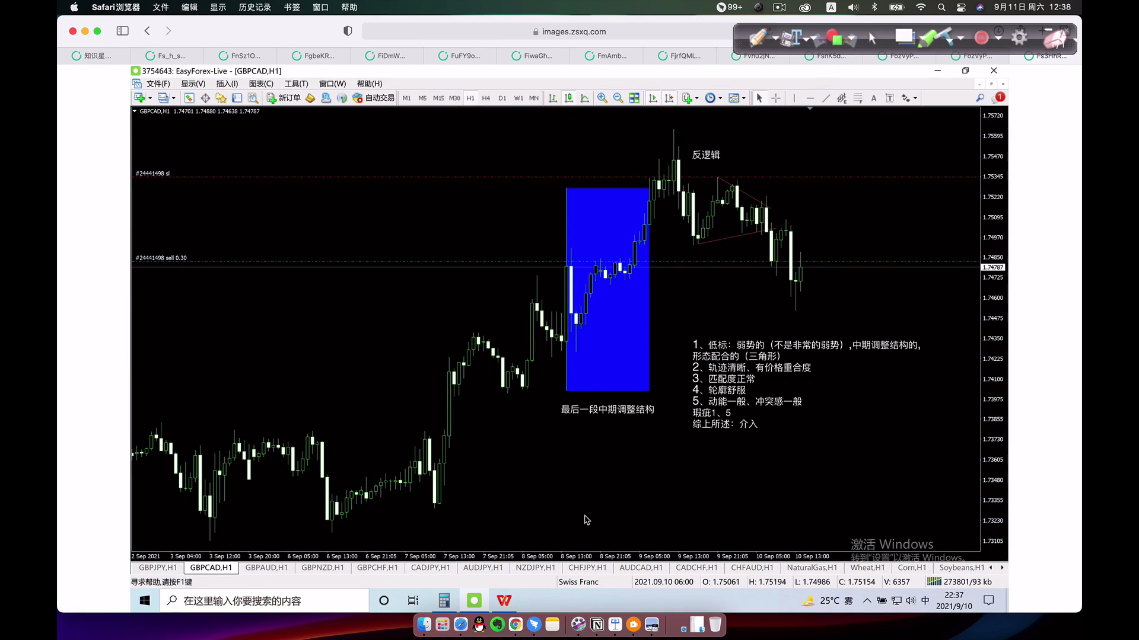 Safari浏览器 文件 编辑 显示 历史记录 书签 窗口 帮助
99+ A 9月11日 周六 12:38
images.zsxq.com
知识星... Fs_h_s... FnSz1O... FgbeKR... FiDmW... FuFY9o... FiwaGh... FmAmb... FjrfQM...
3754643: EasyForex-Live - [GBPCAD,H1]
文件(F) 显示(V) 插入(I) 图表(C) 工具(T) 窗口(W) 帮助(H)
新订单 自动交易 M1 M5 M15 M30 H1 H4 D1 W1 MN
GBPCAD,H1 1.74701 1.74880 1.74636 1.74767
1.75720
1.75595
反逻辑
1.75470
#24441498 sl
1.75345
1.75220
1.75095
1.74970
#24441498 sell 0.30
1.74850
1.74767
1.74725
1.74600
1.74475
1、低标：弱势的（不是非常的弱势）,中期调整结构的，
1.74350
形态配合的（三角形）
2、轨迹清晰、有价格重合度
1.74225
3、匹配度正常
4、轮廓舒服
1.74100
5、动能一般、冲突感一般
最后一段中期调整结构
瑕疵1、5
1.73980
综上所述：介入
1.73855
1.73730
1.73605
1.73480
1.73355
1.73230
1.73105
激活 Windows
转到"设置"以激活 Windows。
2 Sep 2021 3 Sep 04:00 3 Sep 12:00 3 Sep 20:00 6 Sep 05:00 6 Sep 13:00 6 Sep 21:00 7 Sep 05:00 7 Sep 13:00 7 Sep 21:00 8 Sep 05:00 8 Sep 13:00 8 Sep 21:00 9 Sep 05:00 9 Sep 13:00 9 Sep 21:00 10 Sep 05:00 10 Sep 13:00
GBPJPY,H1 GBPCAD,H1 GBPAUD,H1 GBPNZD,H1 GBPCHF,H1 CADJPY,H1 AUDJPY,H1 NZDJPY,H1 CHFJPY,H1 AUDCAD,H1 CADCHF,H1 CHFAUD,H1 NaturalGas,H1 Wheat,H1 Corn,H1 Soybeans,H1
寻求帮助,请按F1键 Swiss Franc 2021.09.10 06:00 O: 1.75061 H: 1.75194 L: 1.74986 C: 1.75154 V: 6357 273801/93 kb
在这里输入你要搜索的内容 25°C 雾 中 22:37
2021/9/10